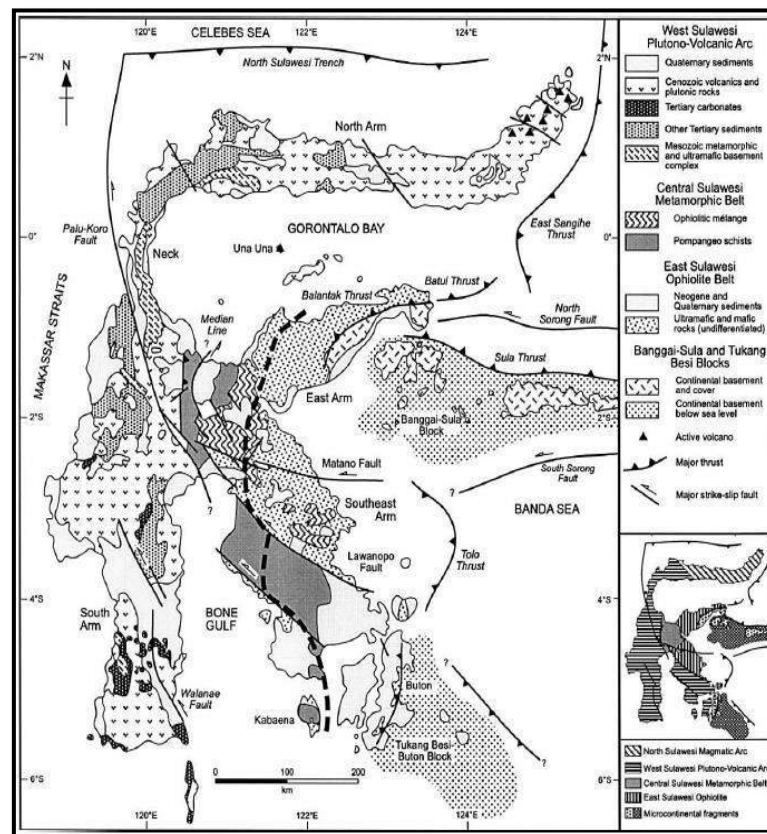 120°E
122°E
124°E
CELEBES SEA
2°N
2°N
N
North Sulawesi Trench
North Arm
GORONTALO BAY
East Sangihe
Thrust
Palu-Koro
Fault
0°
0°
Una Una
Neck
Batui Thrust
Balantak Thrust
North
Sorong Fault
MAKASSAR STRAITS
Median
Line
?
Sula Thrust
East Arm
2°S
2°S
Banggai-Sula
Block
Matano Fault
South Sorong Fault
?
?
BANDA SEA
Southeast
Arm
Lawanopo
Fault
Tolo
Thrust
4°S
4°S
South
Arm
BONE
GULF
Walanae
Fault
Buton
Kabaena
Tukang Besi
Buton Block
?
0
100
200
km
6°S
6°S
120°E
122°E
124°E
West Sulawesi
Plutono-Volcanic Arc
Quaternary sediments
Cenozoic volcanics and
plutonic rocks
Tertiary carbonates
Other Tertiary sediments
Mesozoic metamorphic
and ultramafic basement
complex
Central Sulawesi
Metamorphic Belt
Ophiolitic mélange
Pompangeo schists
East Sulawesi
Ophiolite Belt
Neogene and
Quaternary sediments
Ultramafic and mafic
rocks (undifferentiated)
Banggai-Sula and Tukang
Besi Blocks
Continental basement
and cover
Continental basement
below sea level
Active volcano
Major thrust
Major strike-slip fault
North Sulawesi Magmatic Arc
West Sulawesi Plutono-Volcanic Arc
Central Sulawesi Metamorphic Belt
East Sulawesi Ophiolite
Microcontinental fragments